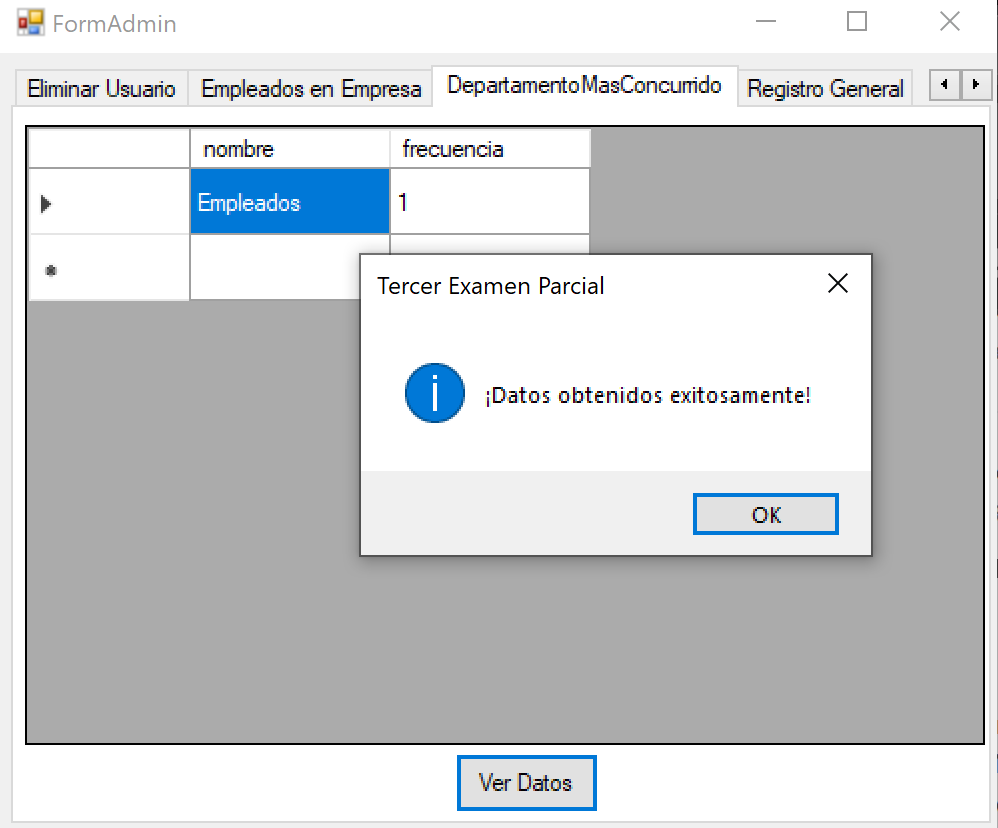 FormAdmin
Eliminar Usuario
Empleados en Empresa
DepartamentoMasConcurrido
Registro General
nombre
frecuencia
Empleados
1
Tercer Examen Parcial
¡Datos obtenidos exitosamente!
OK
Ver Datos